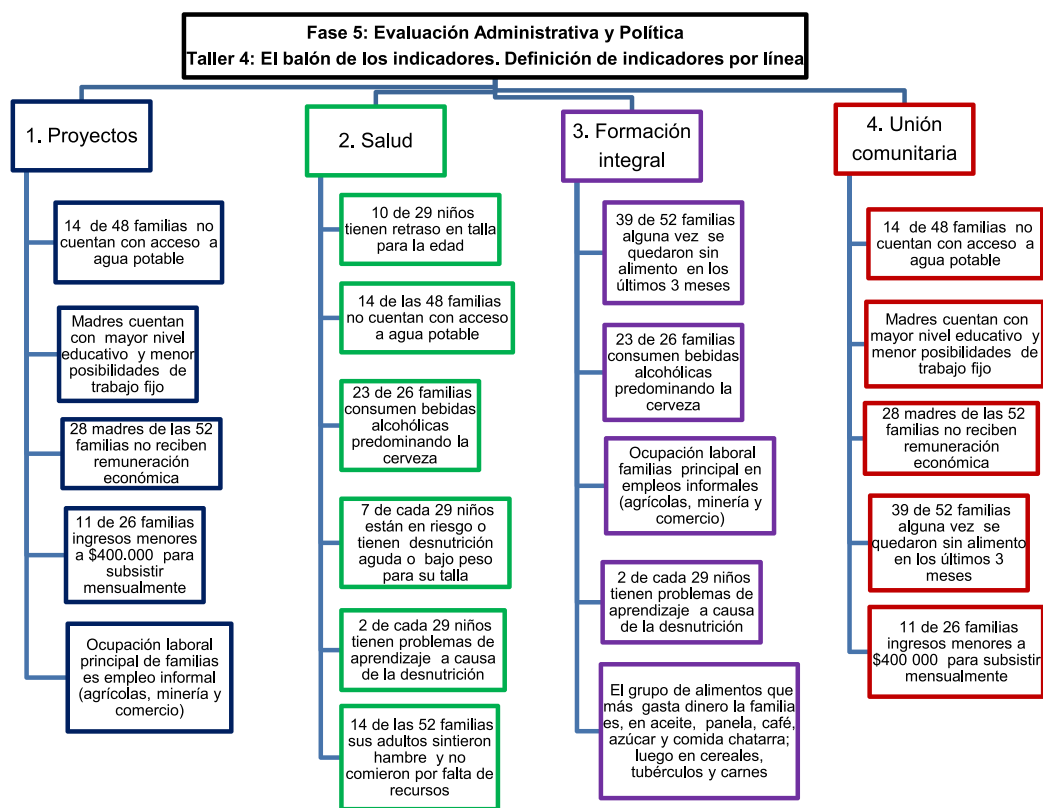 Fase 5: Evaluación Administrativa y Política
Taller 4: El balón de los indicadores. Definición de indicadores por línea
1. Proyectos
14 de 48 familias no
cuentan con acceso a
agua potable
Madres cuentan
con mayor nivel
educativo y menor
posibilidades de
trabajo fijo
28 madres de las 52
familias no reciben
remuneración
económica
11 de 26 familias
ingresos menores
a $400.000 para
subsistir
mensualmente
Ocupación laboral
principal de familias
es empleo informal
(agrícolas, minería y
comercio)
2. Salud
10 de 29 niños
tienen retraso en talla
para la edad
14 de las 48 familias
no cuentan con acceso
a agua potable
23 de 26 familias
consumen bebidas
alcohólicas
predominando la
cerveza
7 de cada 29 niños
están en riesgo o
tienen desnutrición
aguda o bajo peso
para su talla
2 de cada 29 niños
tienen problemas de
aprendizaje a causa
de la desnutrición
14 de las 52 familias
sus adultos sintieron
hambre y no
comieron por falta de
recursos
3. Formación
integral
39 de 52 familias
alguna vez se
quedaron sin
alimento en los
últimos 3 meses
23 de 26 familias
consumen bebidas
alcohólicas
predominando la
cerveza
Ocupación laboral
familias principal en
empleos informales
(agrícolas, minería y
comercio)
2 de cada 29 niños
tienen problemas de
aprendizaje a causa
de la desnutrición
El grupo de alimentos que
más gasta dinero la familia
es, en aceite, panela, café,
azúcar y comida chatarra;
luego en cereales,
tubérculos y carnes
4. Unión
comunitaria
14 de 48 familias no
cuentan con acceso a
agua potable
Madres cuentan con
mayor nivel educativo y
menor posibilidades de
trabajo fijo
28 madres de las 52
familias no reciben
remuneración
económica
39 de 52 familias
alguna vez se
quedaron sin alimento
en los últimos 3
meses
11 de 26 familias
ingresos menores a
$400 000 para subsistir
mensualmente